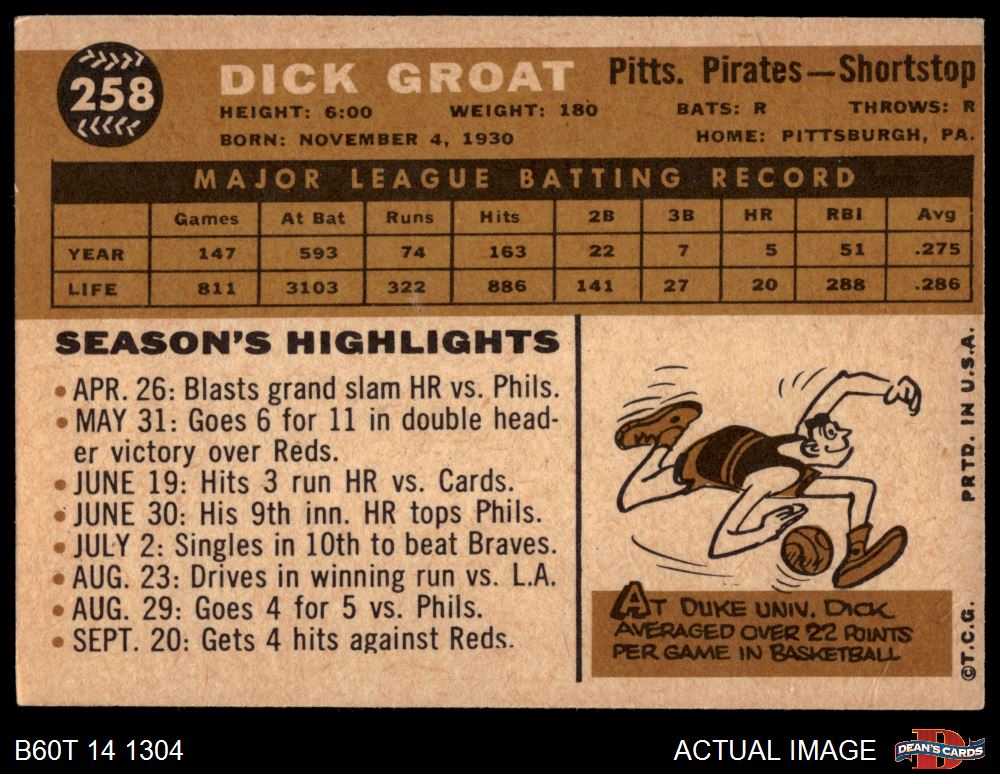 258
DICK GROAT Pitts. Pirates—Shortstop
HEIGHT: 6:00 WEIGHT: 180 BATS: R THROWS: R
BORN: NOVEMBER 4, 1930 HOME: PITTSBURGH, PA.
MAJOR LEAGUE BATTING RECORD
Games At Bat Runs Hits 2B 3B HR RBI Avg
YEAR 147 593 74 163 22 7 5 51 .275
LIFE 811 3103 322 886 141 27 20 288 .286
SEASON'S HIGHLIGHTS
• APR. 26: Blasts grand slam HR vs. Phils.
• MAY 31: Goes 6 for 11 in double head-
er victory over Reds.
• JUNE 19: Hits 3 run HR vs. Cards.
• JUNE 30: His 9th inn. HR tops Phils.
• JULY 2: Singles in 10th to beat Braves.
• AUG. 23: Drives in winning run vs. L.A.
• AUG. 29: Goes 4 for 5 vs. Phils.
• SEPT. 20: Gets 4 hits against Reds.
AT DUKE UNIV. DICK
AVERAGED OVER 22 POINTS
PER GAME IN BASKETBALL
©T.C.G. PRTD. IN U.S.A.
B60T 14 1304 ACTUAL IMAGE D DEAN'S CARDS